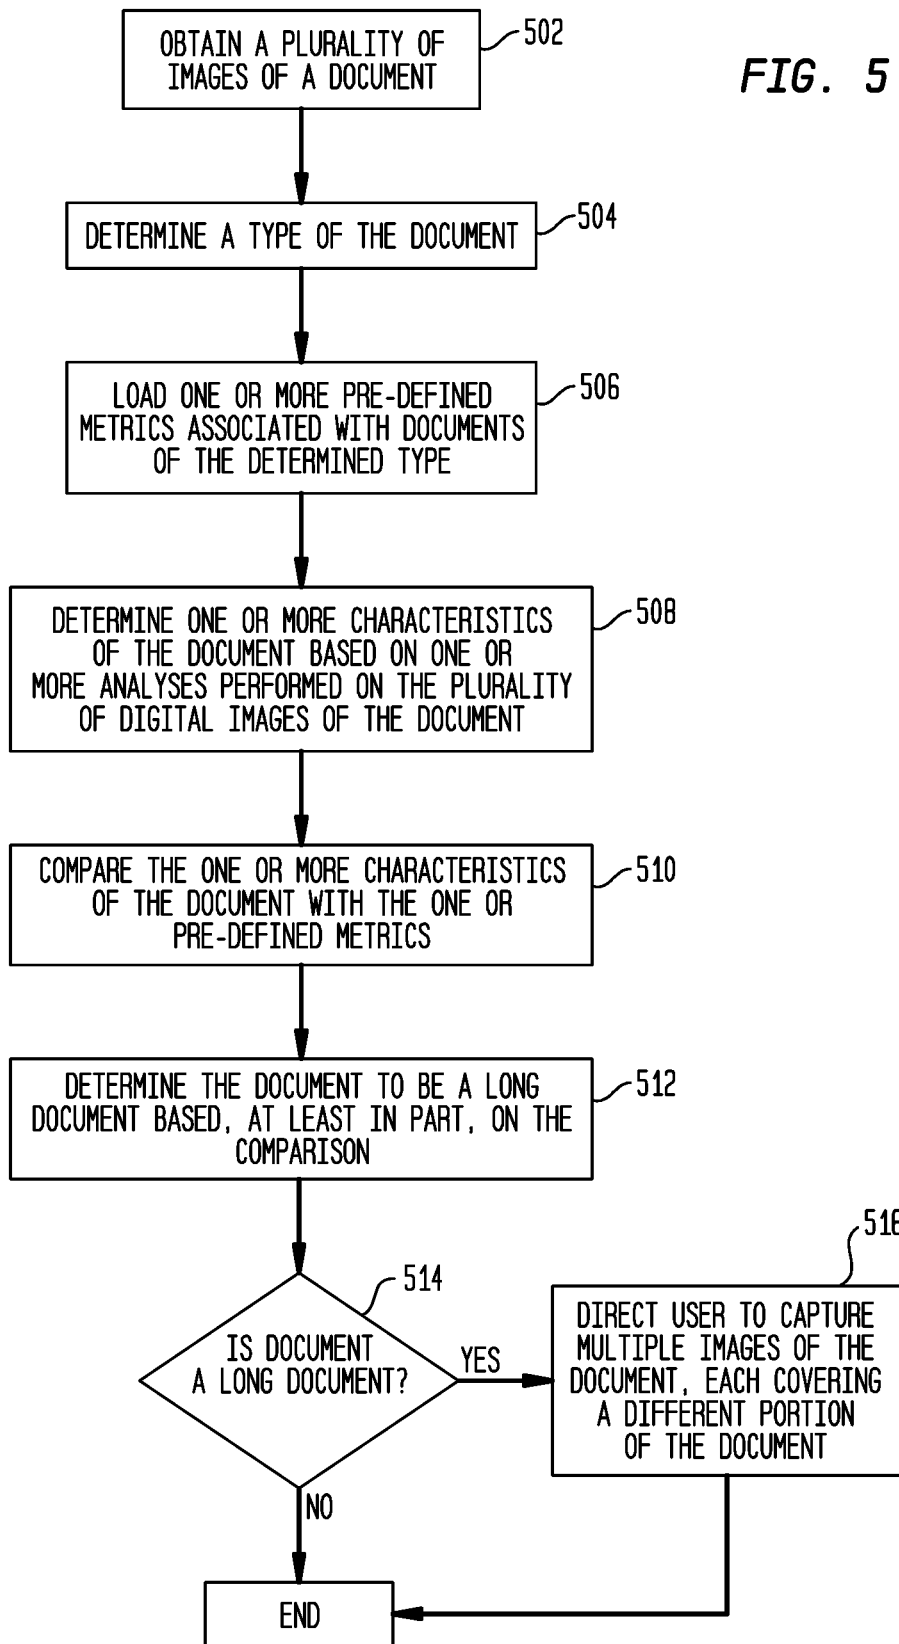 OBTAIN A PLURALITY OF
IMAGES OF A DOCUMENT
502
FIG. 5
DETERMINE A TYPE OF THE DOCUMENT
504
LOAD ONE OR MORE PRE-DEFINED
METRICS ASSOCIATED WITH DOCUMENTS
OF THE DETERMINED TYPE
506
DETERMINE ONE OR MORE CHARACTERISTICS
OF THE DOCUMENT BASED ON ONE OR
MORE ANALYSES PERFORMED ON THE PLURALITY
OF DIGITAL IMAGES OF THE DOCUMENT
508
COMPARE THE ONE OR MORE CHARACTERISTICS
OF THE DOCUMENT WITH THE ONE OR
PRE-DEFINED METRICS
510
DETERMINE THE DOCUMENT TO BE A LONG
DOCUMENT BASED, AT LEAST IN PART, ON THE
COMPARISON
512
IS DOCUMENT
A LONG DOCUMENT?
514
YES
DIRECT USER TO CAPTURE
MULTIPLE IMAGES OF THE
DOCUMENT, EACH COVERING
A DIFFERENT PORTION
OF THE DOCUMENT
516
NO
END